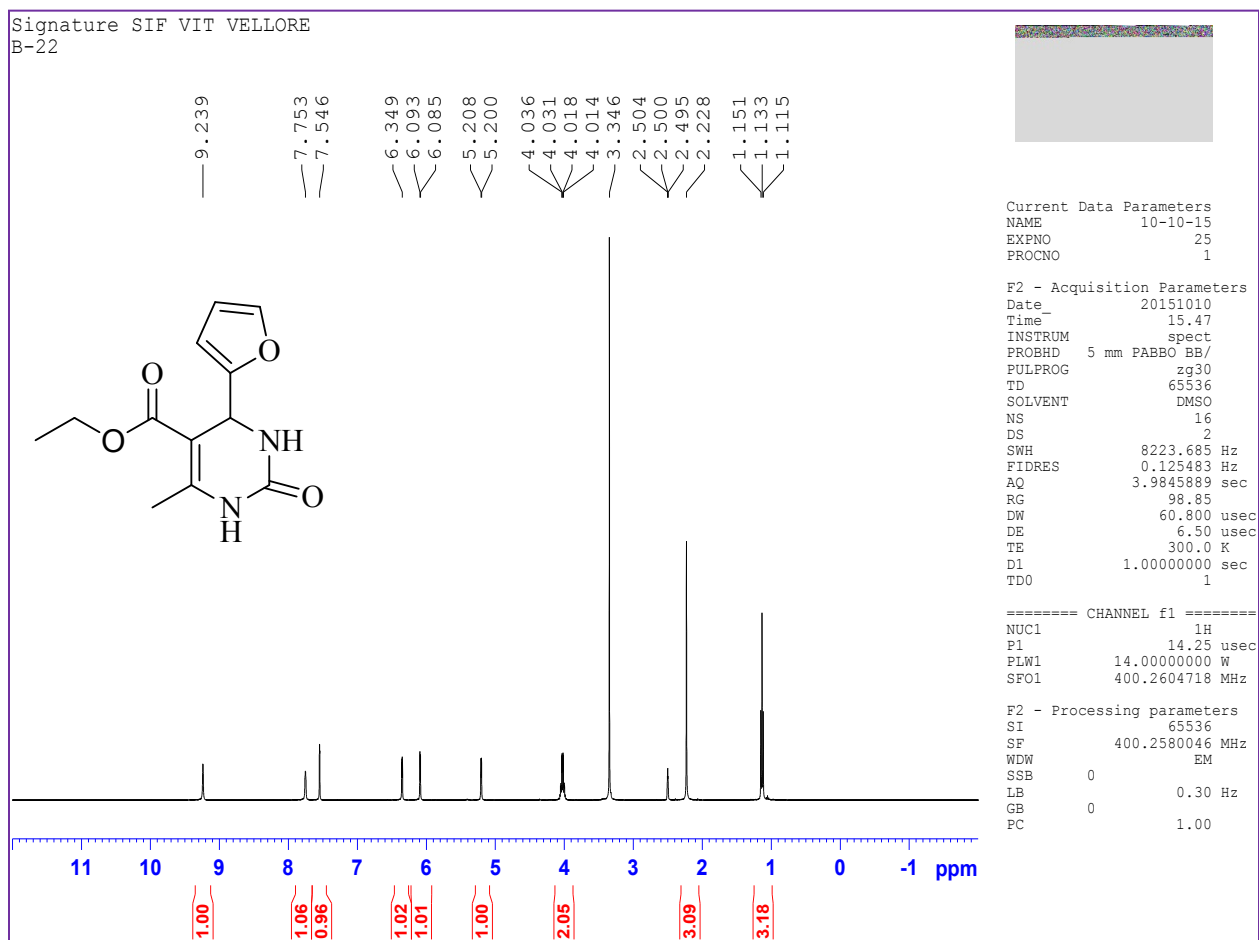 Signature SIF VIT VELLORE
B-22
9.239
7.753
7.546
6.349
6.093
6.085
5.208
5.200
4.036
4.031
4.018
4.014
3.346
2.504
2.500
2.495
2.228
1.151
1.133
1.115
O
O
O
NH
N
H
O
11 10 9 8 7 6 5 4 3 2 1 0 -1 ppm
1.00
1.06
0.96
1.02
1.01
1.00
2.05
3.09
3.18
Current Data Parameters
NAME 10-10-15
EXPNO 25
PROCNO 1
F2 - Acquisition Parameters
Date_ 20151010
Time 15.47
INSTRUM spect
PROBHD 5 mm PABBO BB/
PULPROG zg30
TD 65536
SOLVENT DMSO
NS 16
DS 2
SWH 8223.685 Hz
FIDRES 0.125483 Hz
AQ 3.9845889 sec
RG 98.85
DW 60.800 usec
DE 6.50 usec
TE 300.0 K
D1 1.00000000 sec
TD0 1
======== CHANNEL f1 ========
NUC1 1H
P1 14.25 usec
PLW1 14.00000000 W
SFO1 400.2604718 MHz
F2 - Processing parameters
SI 65536
SF 400.2580046 MHz
WDW EM
SSB 0
LB 0.30 Hz
GB 0
PC 1.00